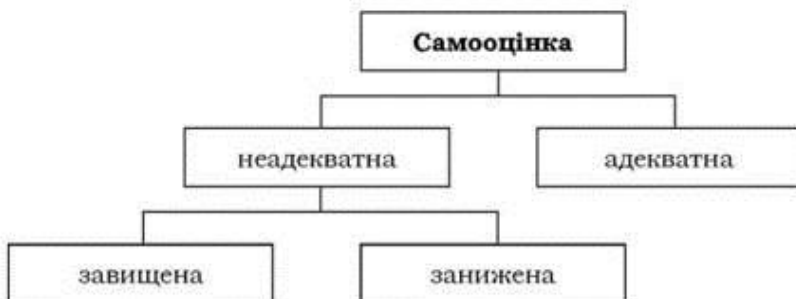 Самооцінка
неадекватна
адекватна
завищена
занижена